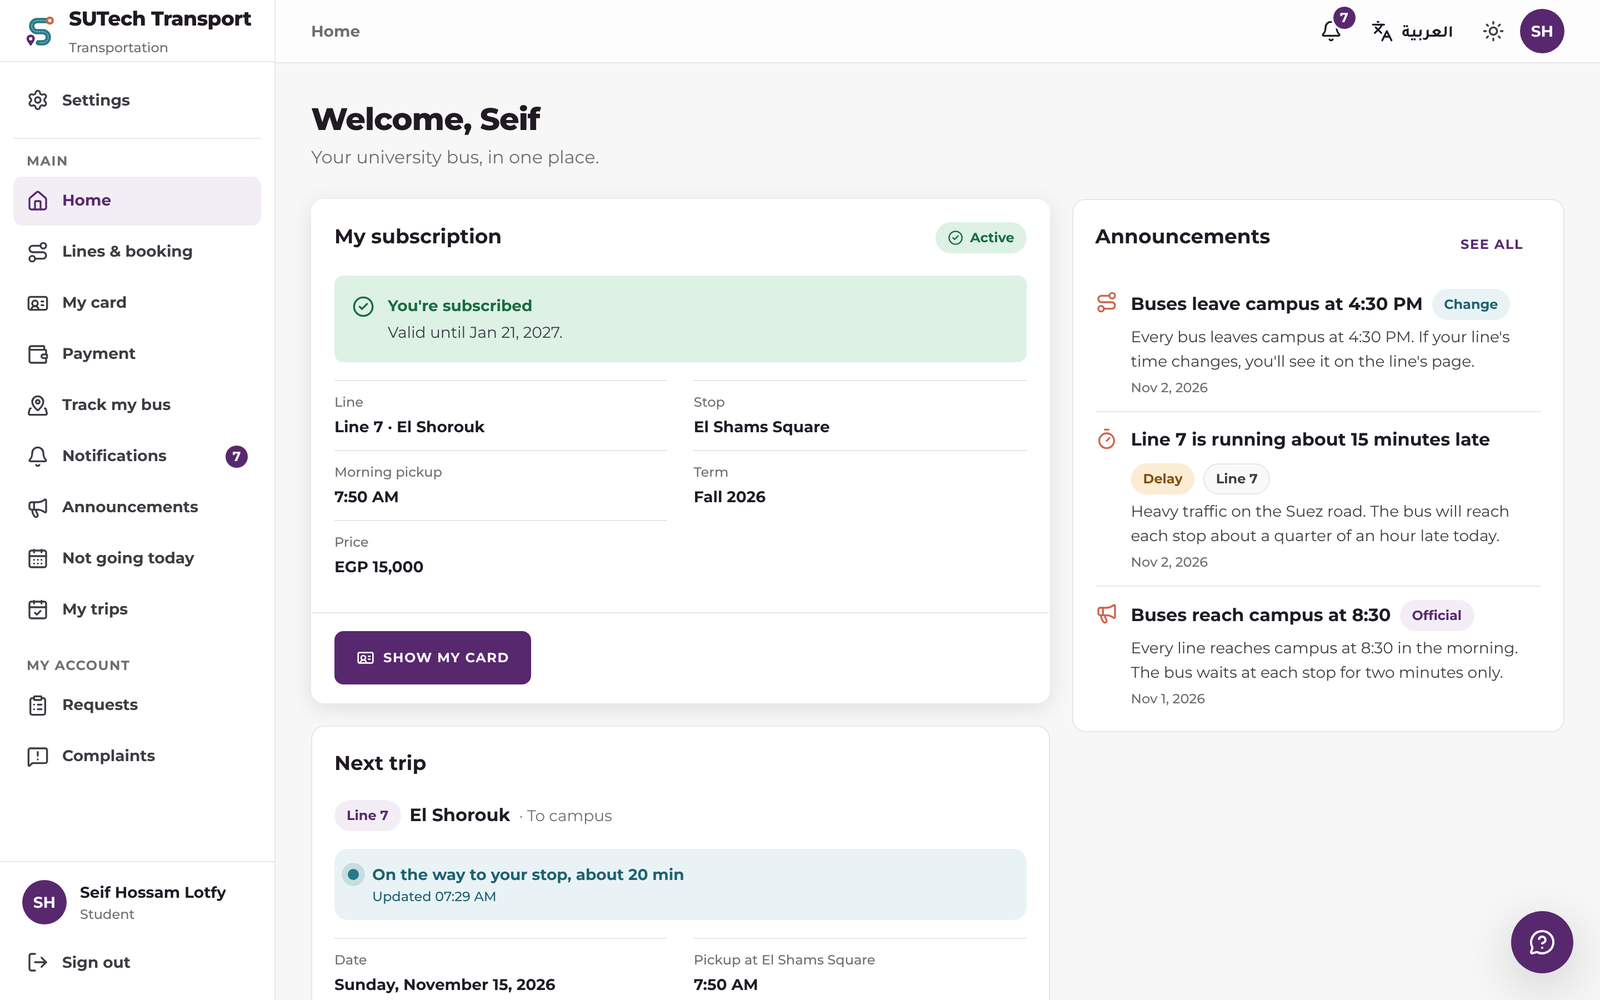 SUTech Transport
Transportation
Settings
MAIN
Home
Lines & booking
My card
Payment
Track my bus
Notifications 7
Announcements
Not going today
My trips
MY ACCOUNT
Requests
Complaints
SH
Seif Hossam Lotfy
Student
Sign out
Home
7
العربية
SH
Welcome, Seif
Your university bus, in one place.
My subscription
Active
You're subscribed
Valid until Jan 21, 2027.
Line
Line 7 · El Shorouk
Stop
El Shams Square
Morning pickup
7:50 AM
Term
Fall 2026
Price
EGP 15,000
SHOW MY CARD
Next trip
Line 7 El Shorouk · To campus
On the way to your stop, about 20 min
Updated 07:29 AM
Date
Sunday, November 15, 2026
Pickup at El Shams Square
7:50 AM
Announcements
SEE ALL
Buses leave campus at 4:30 PM Change
Every bus leaves campus at 4:30 PM. If your line's
time changes, you'll see it on the line's page.
Nov 2, 2026
Line 7 is running about 15 minutes late
Delay Line 7
Heavy traffic on the Suez road. The bus will reach
each stop about a quarter of an hour late today.
Nov 2, 2026
Buses reach campus at 8:30 Official
Every line reaches campus at 8:30 in the morning.
The bus waits at each stop for two minutes only.
Nov 1, 2026